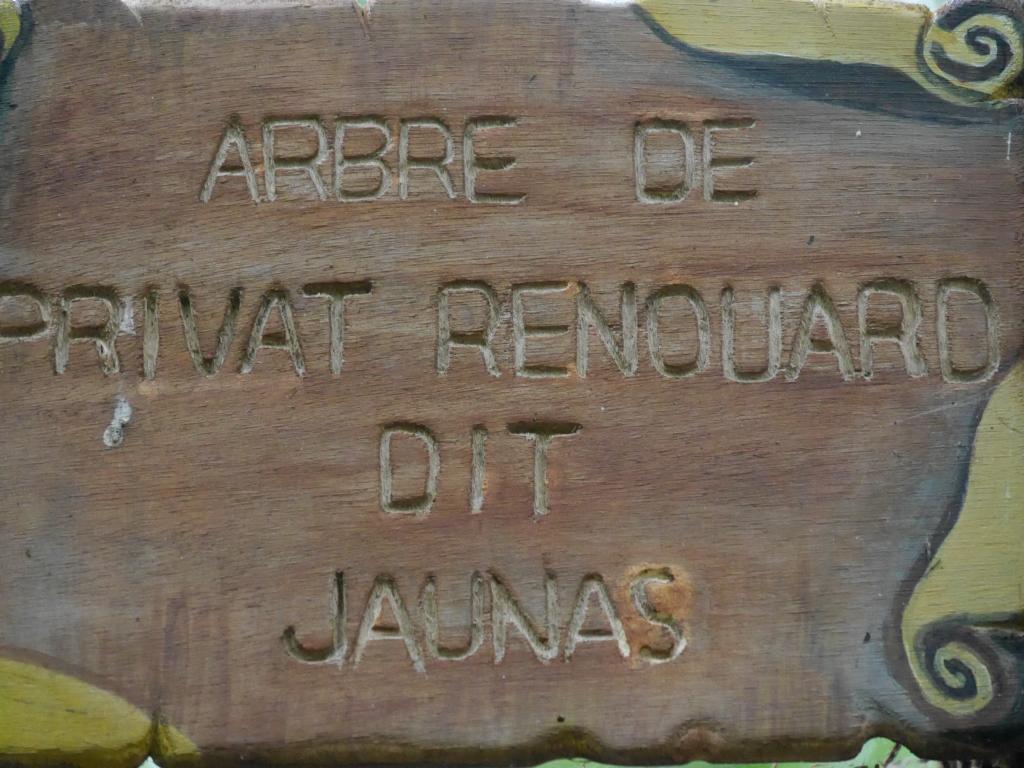 ARBRE DE
PRIVAT RENOUARD
DIT
JAUNAS